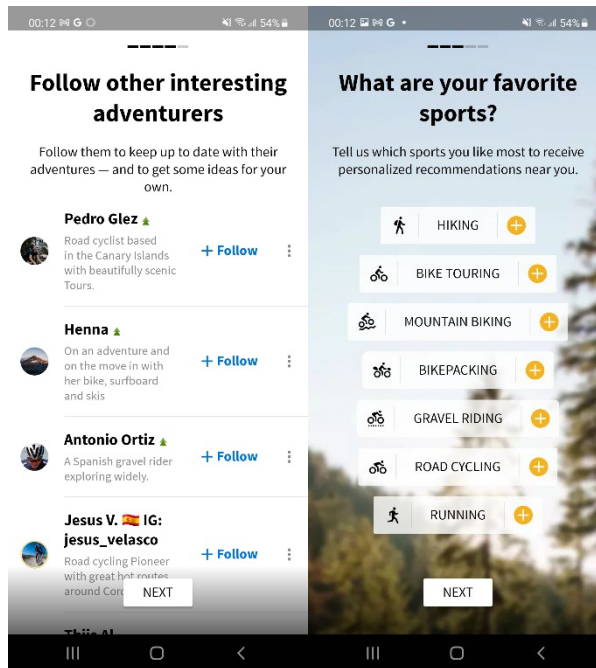 00:12 G 54%
Follow other interesting
adventurers
Follow them to keep up to date with their
adventures — and to get some ideas for your
own.
Pedro Glez
Road cyclist based
in the Canary Islands
with beautifully scenic
Tours.
+ Follow
Henna
On an adventure and
on the move in with
her bike, surfboard
and skis
+ Follow
Antonio Ortiz
A Spanish gravel rider
exploring widely.
+ Follow
Jesus V. 🇪🇸 IG:
jesus_velasco
Road cycling Pioneer
with great hot routes
around
+ Follow
NEXT
00:12 G 54%
What are your favorite
sports?
Tell us which sports you like most to receive
personalized recommendations near you.
HIKING
BIKE TOURING
MOUNTAIN BIKING
BIKEPACKING
GRAVEL RIDING
ROAD CYCLING
RUNNING
NEXT